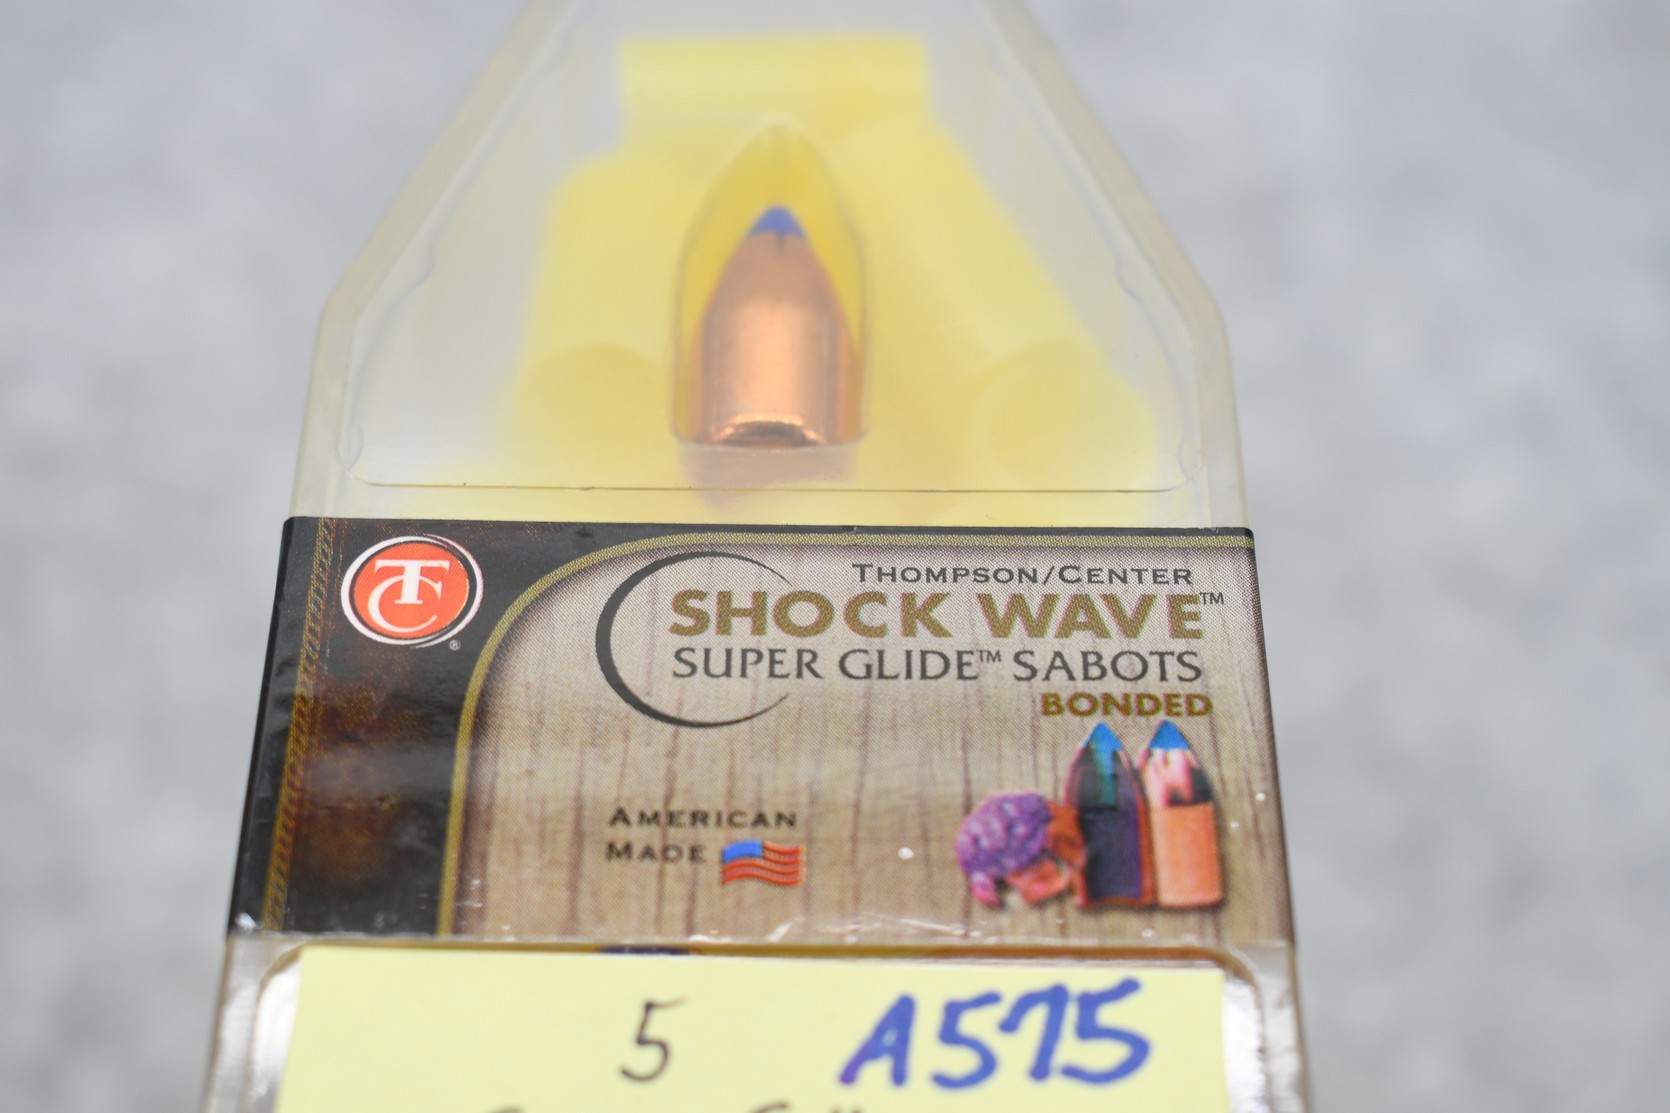 TC®
THOMPSON/CENTER
SHOCK WAVE™
SUPER GLIDE™ SABOTS
BONDED
AMERICAN
MADE
5 A575